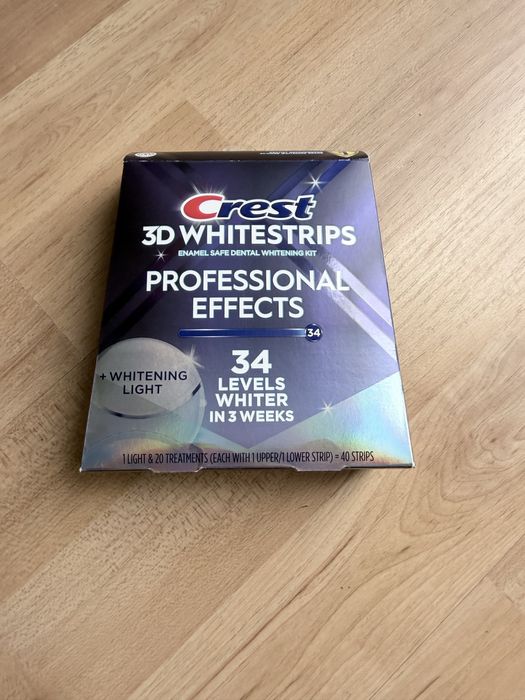 Crest
3D WHITESTRIPS
ENAMEL SAFE DENTAL WHITENING KIT
PROFESSIONAL
EFFECTS
34
34
LEVELS
WHITER
IN 3 WEEKS
+ WHITENING
LIGHT
1 LIGHT & 20 TREATMENTS (EACH WITH 1 UPPER/1 LOWER STRIP) = 40 STRIPS